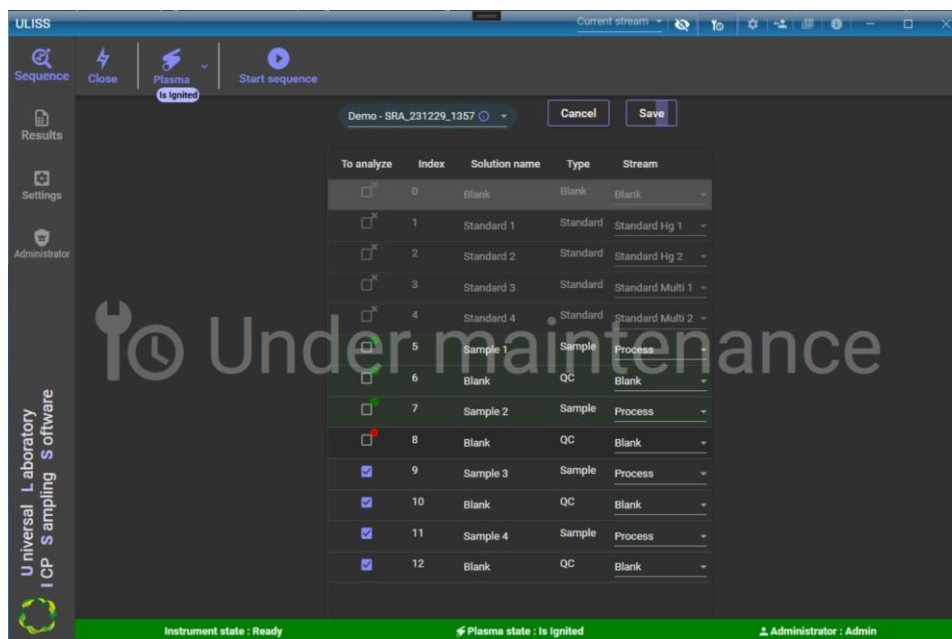 ULISS
Current stream
Sequence
Close
Plasma
Is Ignited
Start sequence
Results
Settings
Administrator
Demo - SRA_231229_1357
Cancel
Save
To analyze Index Solution name Type Stream
0 Blank Blank Blank
1 Standard 1 Standard Standard Hg 1
2 Standard 2 Standard Standard Hg 2
3 Standard 3 Standard Standard Multi 1
4 Standard 4 Standard Standard Multi 2
5 Sample 1 Sample Process
6 Blank QC Blank
7 Sample 2 Sample Process
8 Blank QC Blank
9 Sample 3 Sample Process
10 Blank QC Blank
11 Sample 4 Sample Process
12 Blank QC Blank
Under maintenance
U niversal L aboratory
I CP S ampling S oftware
Instrument state : Ready
Plasma state : Is Ignited
Administrator : Admin